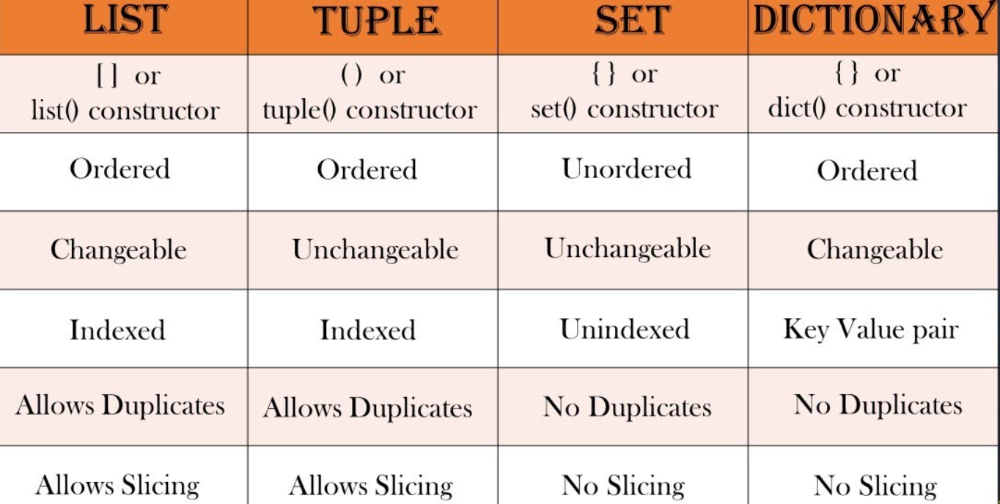 LIST TUPLE SET DICTIONARY
[ ] or ( ) or { } or { } or
list() constructor tuple() constructor set() constructor dict() constructor
Ordered Ordered Unordered Ordered
Changeable Unchangeable Unchangeable Changeable
Indexed Indexed Unindexed Key Value pair
Allows Duplicates Allows Duplicates No Duplicates No Duplicates
Allows Slicing Allows Slicing No Slicing No Slicing